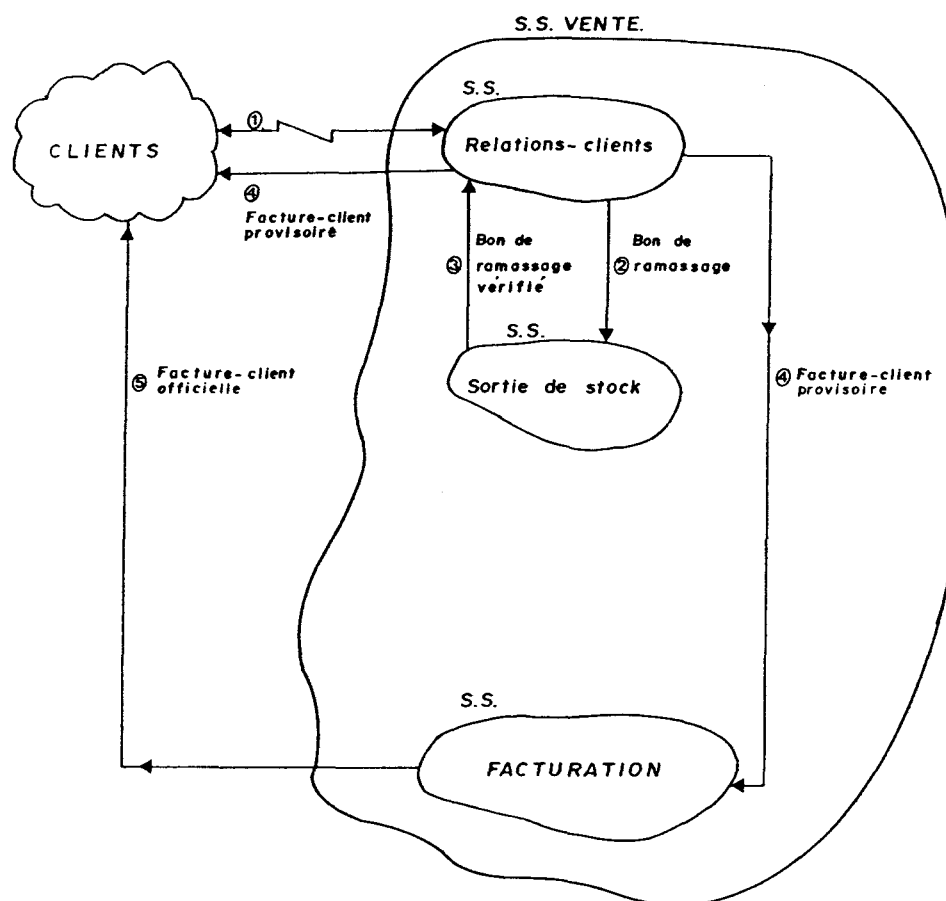 S.S. VENTE.
S.S.
①
CLIENTS
Relations-clients
④
Facture-client
provisoire
Bon de
③ ramassage
vérifié
Bon de
② ramassage
S.S.
Sortie de stock
⑤ Facture-client
officielle
④ Facture-client
provisoire
S.S.
FACTURATION